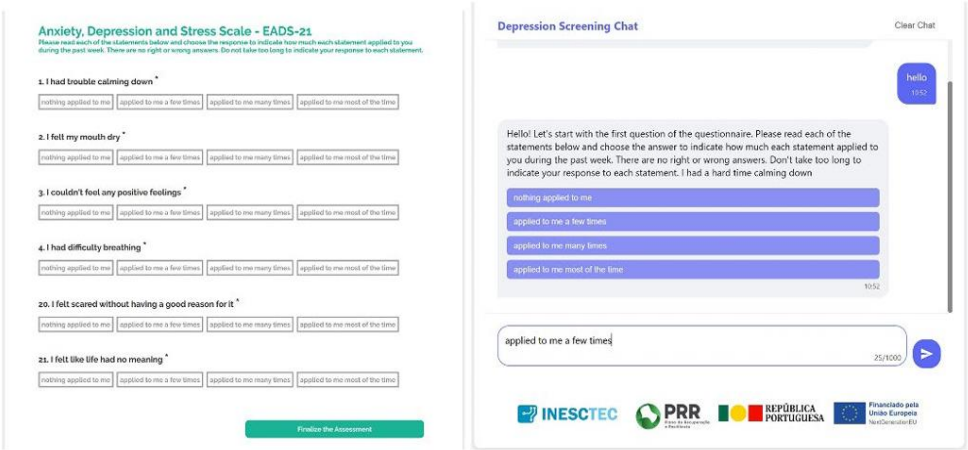 Anxiety, Depression and Stress Scale - EADS-21
Please read each of the statements below and choose the response to indicate how much each statement applied to you
during the past week. There are no right or wrong answers. Do not take too long to indicate your response to each statement.
1. I had trouble calming down *
nothing applied to me applied to me a few times applied to me many times applied to me most of the time
2. I felt my mouth dry *
nothing applied to me applied to me a few times applied to me many times applied to me most of the time
3. I couldn't feel any positive feelings *
nothing applied to me applied to me a few times applied to me many times applied to me most of the time
4. I had difficulty breathing *
nothing applied to me applied to me a few times applied to me many times applied to me most of the time
20. I felt scared without having a good reason for it *
nothing applied to me applied to me a few times applied to me many times applied to me most of the time
21. I felt like life had no meaning *
nothing applied to me applied to me a few times applied to me many times applied to me most of the time
Finalize the Assessment
Depression Screening Chat
Clear Chat
hello
10:52
Hello! Let's start with the first question of the questionnaire. Please read each of the
statements below and choose the answer to indicate how much each statement applied to
you during the past week. There are no right or wrong answers. Don't take too long to
indicate your response to each statement. I had a hard time calming down
nothing applied to me
applied to me a few times
applied to me many times
applied to me most of the time
10:52
applied to me a few times
25/1000
INESCTEC
PRR
Plano de Recuperação
e Resiliência
REPÚBLICA
PORTUGUESA
Financiado pela
União Europeia
NextGenerationEU